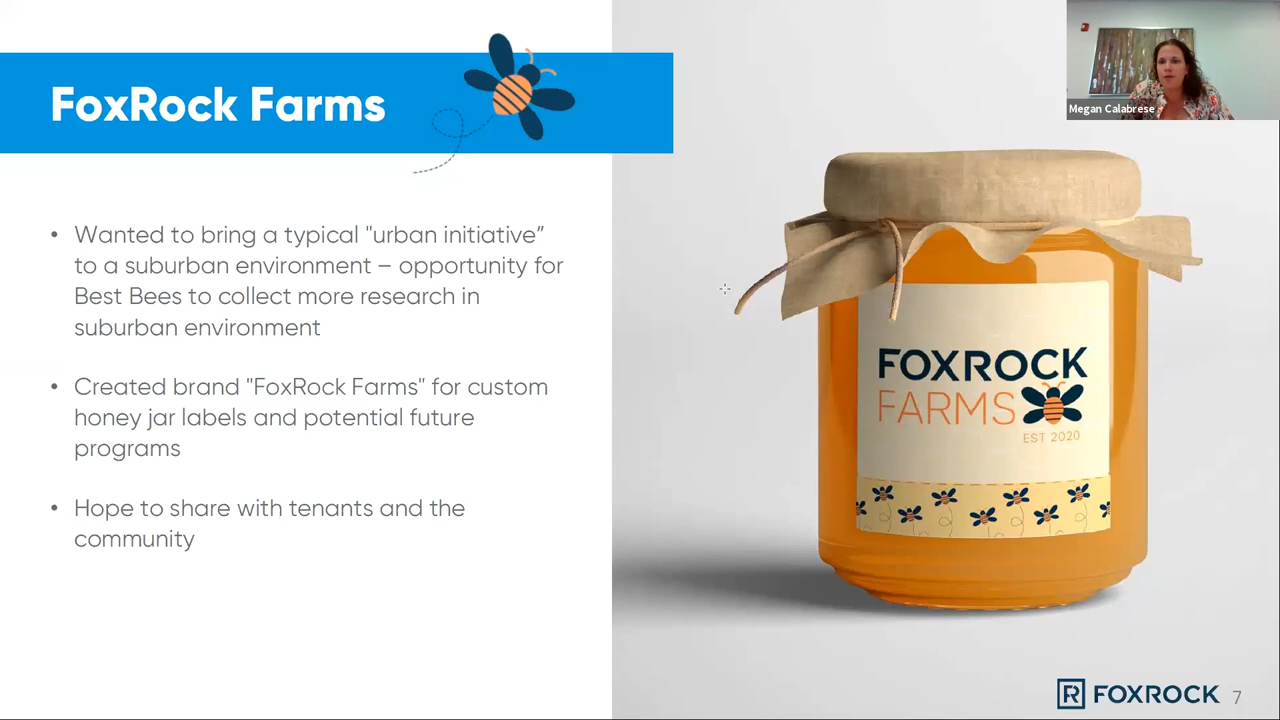 FoxRock Farms
Megan Calabrese
• Wanted to bring a typical "urban initiative”
to a suburban environment – opportunity for
Best Bees to collect more research in
suburban environment
• Created brand "FoxRock Farms" for custom
honey jar labels and potential future
programs
• Hope to share with tenants and the
community
FOXROCK
FARMS
EST 2020
FOXROCK
7